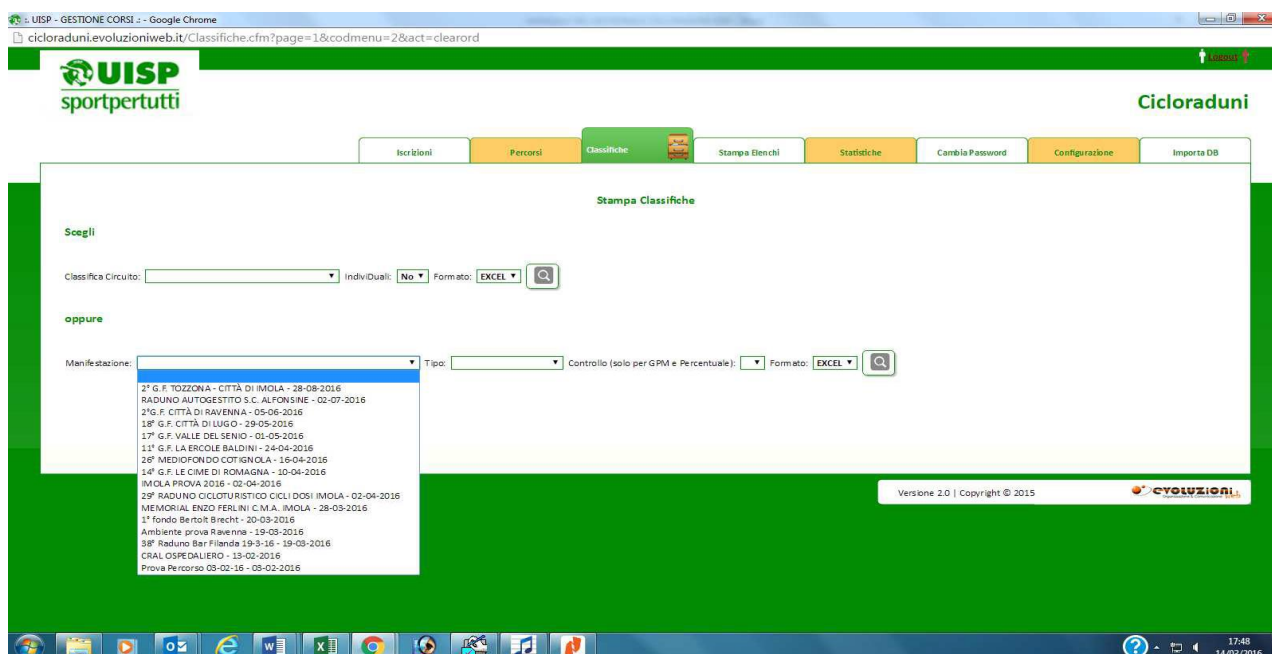 :. UISP - GESTIONE CORSI .: - Google Chrome
cicloraduni.evoluzioniweb.it/Classifiche.cfm?page=1&codmenu=2&act=clearord
Logout
UISP
sportpertutti
Cicloraduni
Iscrizioni
Percorsi
Classifiche
Stampa Elenchi
Statistiche
Cambia Password
Configurazione
Importa DB
Stampa Classifiche
Scegli
Classifica Circuito: IndiviDuali: No Formato: EXCEL
oppure
Manifestazione: Tipo: Controllo (solo per GPM e Percentuale): Formato: EXCEL
2° G.F. TOZZONA - CITTÀ DI IMOLA - 28-08-2016
RADUNO AUTOGESTITO S.C. ALFONSINE - 02-07-2016
2°G.F. CITTÀ DI RAVENNA - 05-06-2016
18° G.F. CITTÀ DI LUGO - 29-05-2016
17° G.F. VALLE DEL SENIO - 01-05-2016
11° G.F. LA ERCOLE BALDINI - 24-04-2016
26° MEDIOFONDO COTIGNOLA - 16-04-2016
14° G.F. LE CIME DI ROMAGNA - 10-04-2016
IMOLA PROVA 2016 - 02-04-2016
29° RADUNO CICLOTURISTICO CICLI DOSI IMOLA - 02-04-2016
MEMORIAL ENZO FERLINI C.M.A. IMOLA - 28-03-2016
1° fondo Bertolt Brecht - 20-03-2016
Ambiente prova Ravenna - 19-03-2016
38° Raduno Bar Filanda 19-3-16 - 19-03-2016
CRAL OSPEDALIERO - 13-02-2016
Prova Percorso 03-02-16 - 03-02-2016
Versione 2.0 | Copyright © 2015
evoluzioni
17:48
14/03/2016